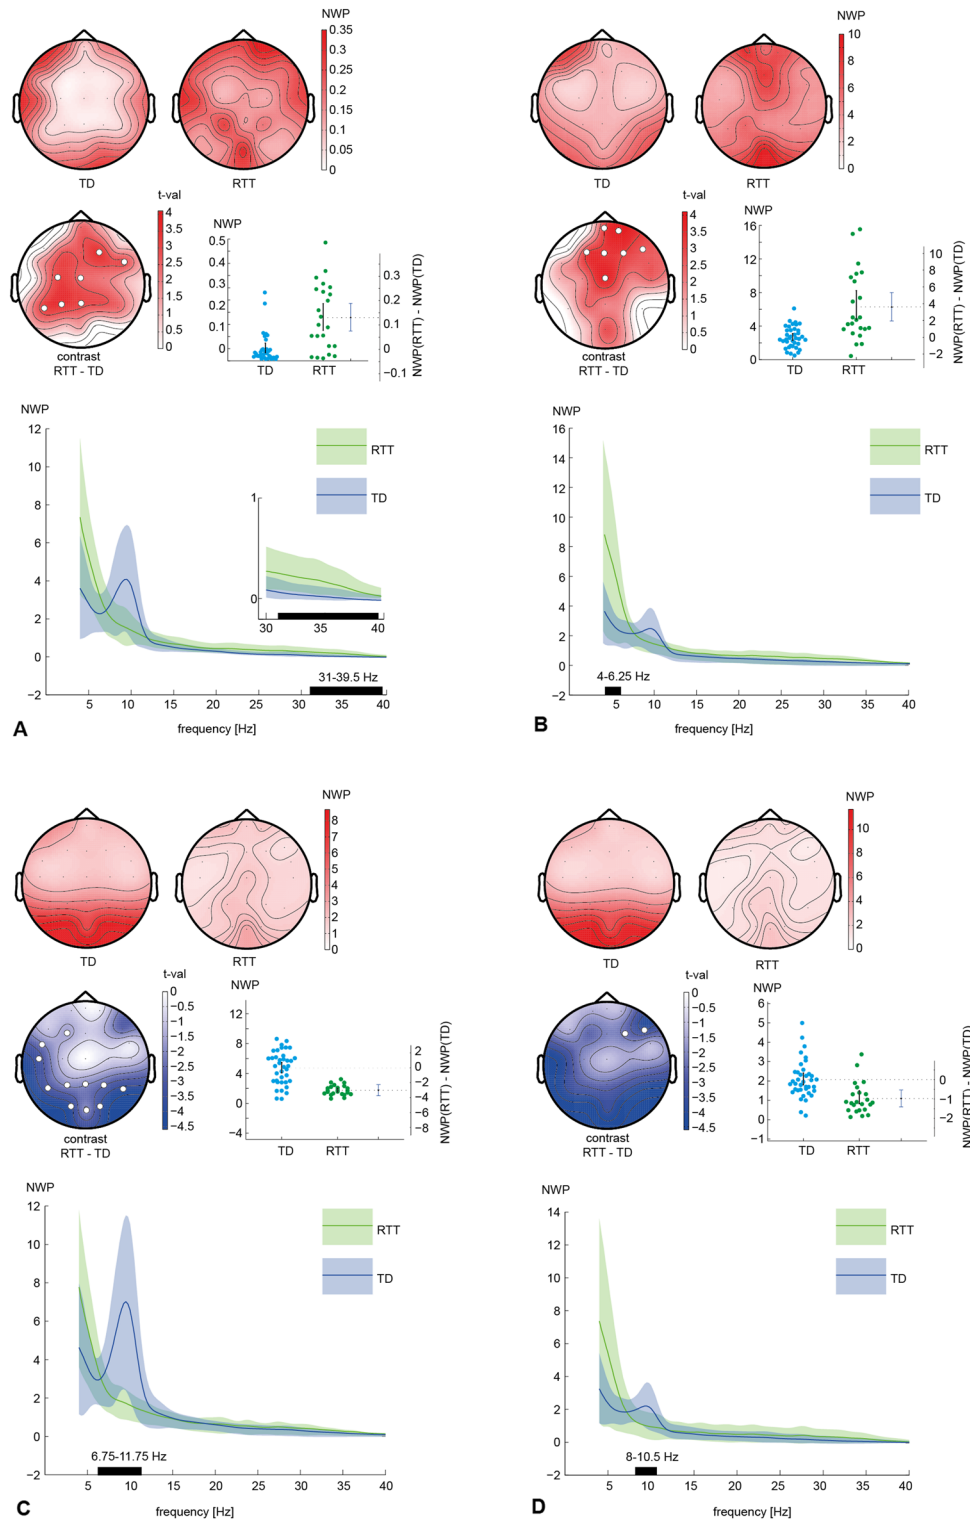 NWP
0.35
0.3
0.25
0.2
0.15
0.1
0.05
0
TD
RTT
t-val
4
3.5
3
2.5
2
1.5
1
0.5
0
contrast
RTT - TD
NWP
0.5
0.4
0.3
0.2
0.1
0
TD
RTT
0.3
0.2
0.1
0
−0.1
NWP(RTT) - NWP(TD)
NWP
12
10
8
6
4
2
0
−2
RTT
TD
1
0
30
35
40
31-39.5 Hz
5
10
15
20
25
30
35
40
frequency [Hz]
A
NWP
10
8
6
4
2
0
TD
RTT
t-val
4
3.5
3
2.5
2
1.5
1
0.5
0
contrast
RTT - TD
NWP
16
12
8
4
0
TD
RTT
10
8
6
4
2
0
−2
NWP(RTT) - NWP(TD)
NWP
16
14
12
10
8
6
4
2
0
−2
RTT
TD
4-6.25 Hz
5
10
15
20
25
30
35
40
frequency [Hz]
B
NWP
8
7
6
5
4
3
2
1
0
TD
RTT
t-val
0
−0.5
−1
−1.5
−2
−2.5
−3
−3.5
−4
−4.5
contrast
RTT - TD
NWP
12
8
4
0
−4
TD
RTT
2
0
−2
−4
−6
−8
NWP(RTT) - NWP(TD)
NWP
12
10
8
6
4
2
0
−2
RTT
TD
6.75-11.75 Hz
5
10
15
20
25
30
35
40
frequency [Hz]
C
NWP
10
8
6
4
2
0
TD
RTT
t-val
0
−0.5
−1
−1.5
−2
−2.5
−3
−3.5
−4
−4.5
contrast
RTT - TD
NWP
6
5
4
3
2
1
0
−1
TD
RTT
0
−1
−2
NWP(RTT) - NWP(TD)
NWP
14
12
10
8
6
4
2
0
−2
RTT
TD
8-10.5 Hz
5
10
15
20
25
30
35
40
frequency [Hz]
D